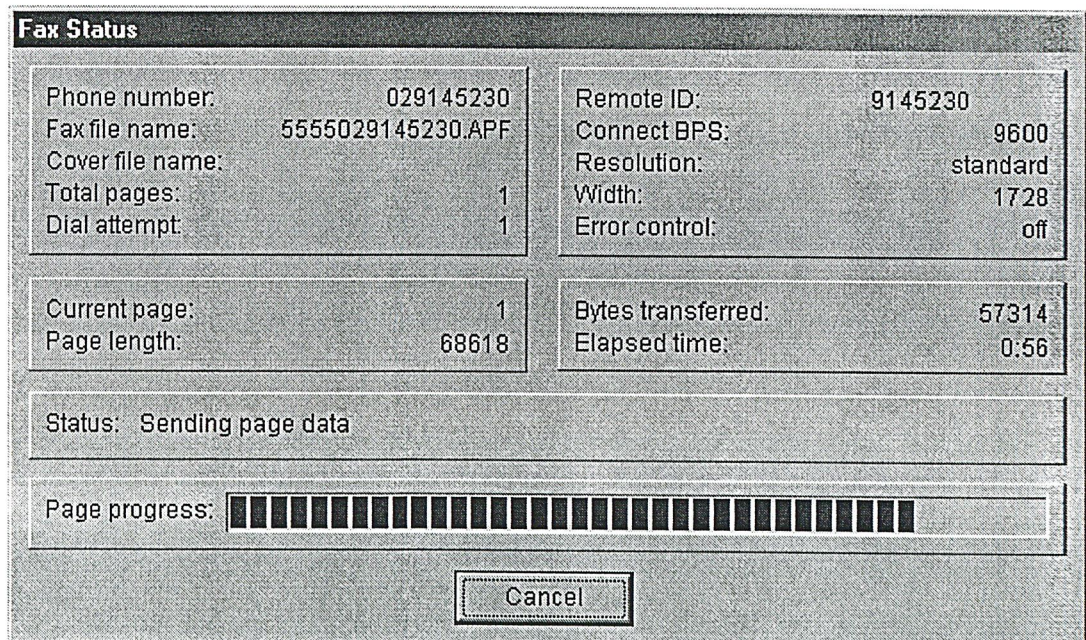 Fax Status
Phone number: 029145230
Fax file name: 5555029145230.APF
Cover file name:
Total pages: 1
Dial attempt: 1
Remote ID: 9145230
Connect BPS: 9600
Resolution: standard
Width: 1728
Error control: off
Current page: 1
Page length: 68618
Bytes transferred: 57314
Elapsed time: 0:56
Status: Sending page data
Page progress:
Cancel